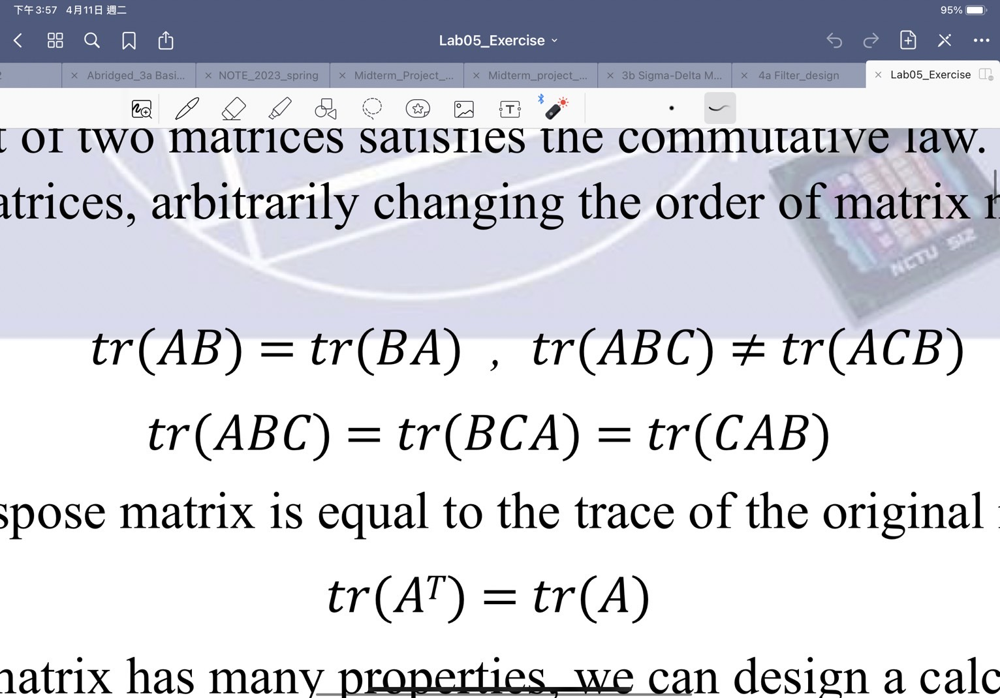 下午3:57 4月11日 週二 95%
Lab05_Exercise
Abridged_3a Basi... NOTE_2023_spring Midterm_Project_... Midterm_project_... 3b Sigma-Delta M... 4a Filter_design Lab05_Exercise
T
t of two matrices satisfies the commutative law.
atrices, arbitrarily changing the order of matrix
NCTU SI2
tr(AB) = tr(BA) , tr(ABC) ≠ tr(ACB)
tr(ABC) = tr(BCA) = tr(CAB)
spose matrix is equal to the trace of the original
tr(Aᵀ) = tr(A)
matrix has many properties, we can design a calc